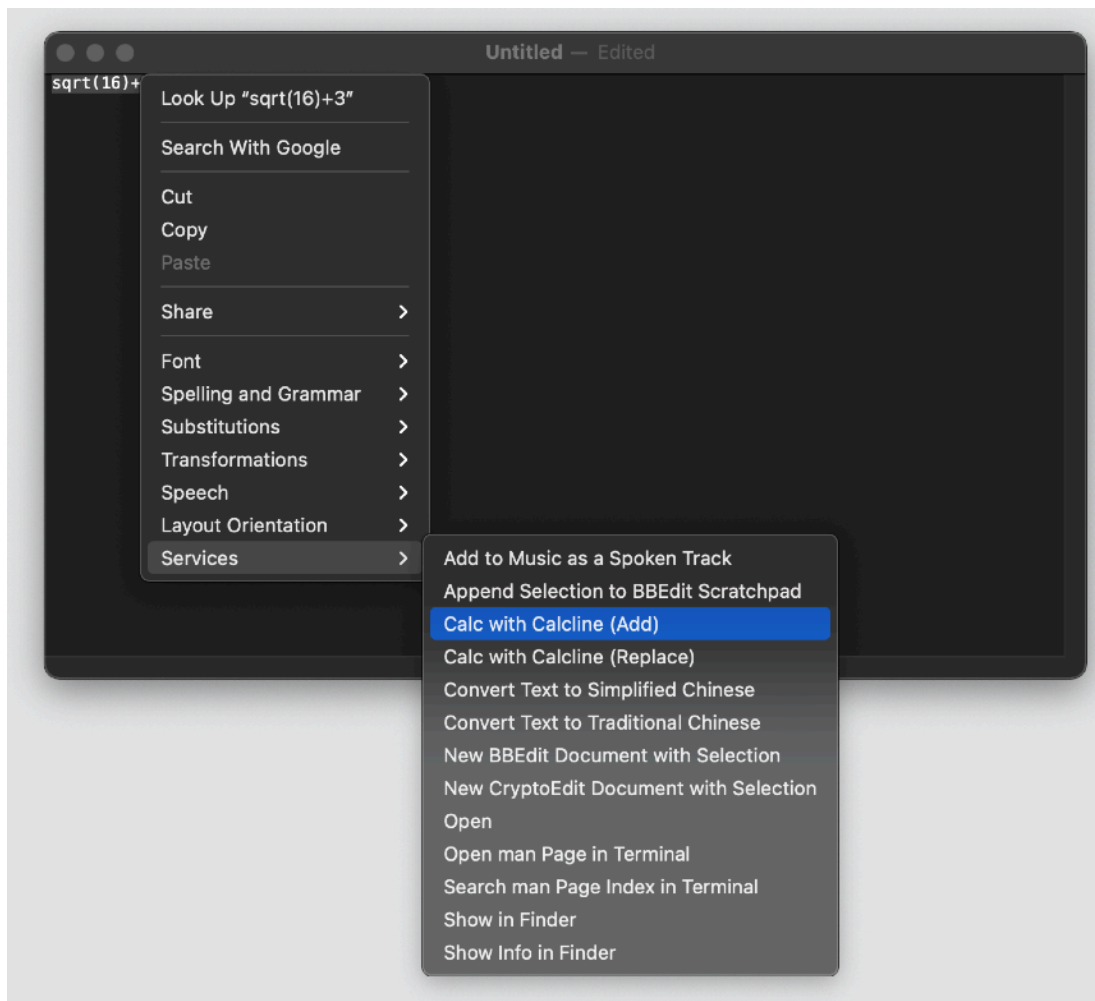 Untitled — Edited
sqrt(16)+
Look Up “sqrt(16)+3”
Search With Google
Cut
Copy
Paste
Share
Font
Spelling and Grammar
Substitutions
Transformations
Speech
Layout Orientation
Services
Add to Music as a Spoken Track
Append Selection to BBEdit Scratchpad
Calc with Calcline (Add)
Calc with Calcline (Replace)
Convert Text to Simplified Chinese
Convert Text to Traditional Chinese
New BBEdit Document with Selection
New CryptoEdit Document with Selection
Open
Open man Page in Terminal
Search man Page Index in Terminal
Show in Finder
Show Info in Finder